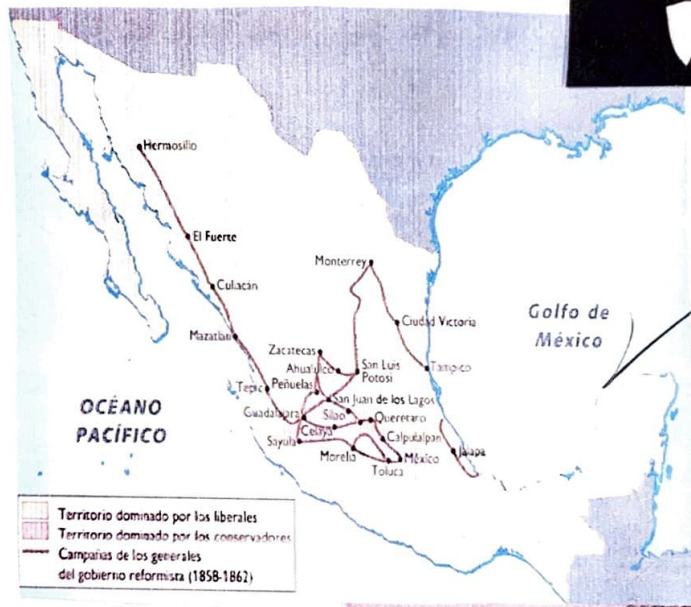 Hermosillo
El Fuerte
Culiacán
Monterrey
Ciudad Victoria
Golfo de
México
Mazatlán
Zacatecas
Ahualulco
San Luis
Potosí
Tampico
Tepic
Peñuelas
San Juan de los Lagos
OCÉANO
PACÍFICO
Guadalajara
Silao
Queretaro
Celaya
Calpulalpan
Sayula
Jalapa
Morelia
México
Toluca
Territorio dominado por los liberales
Territorio dominado por los conservadores
Campañas de los generales
del gobierno reformista (1858-1862)